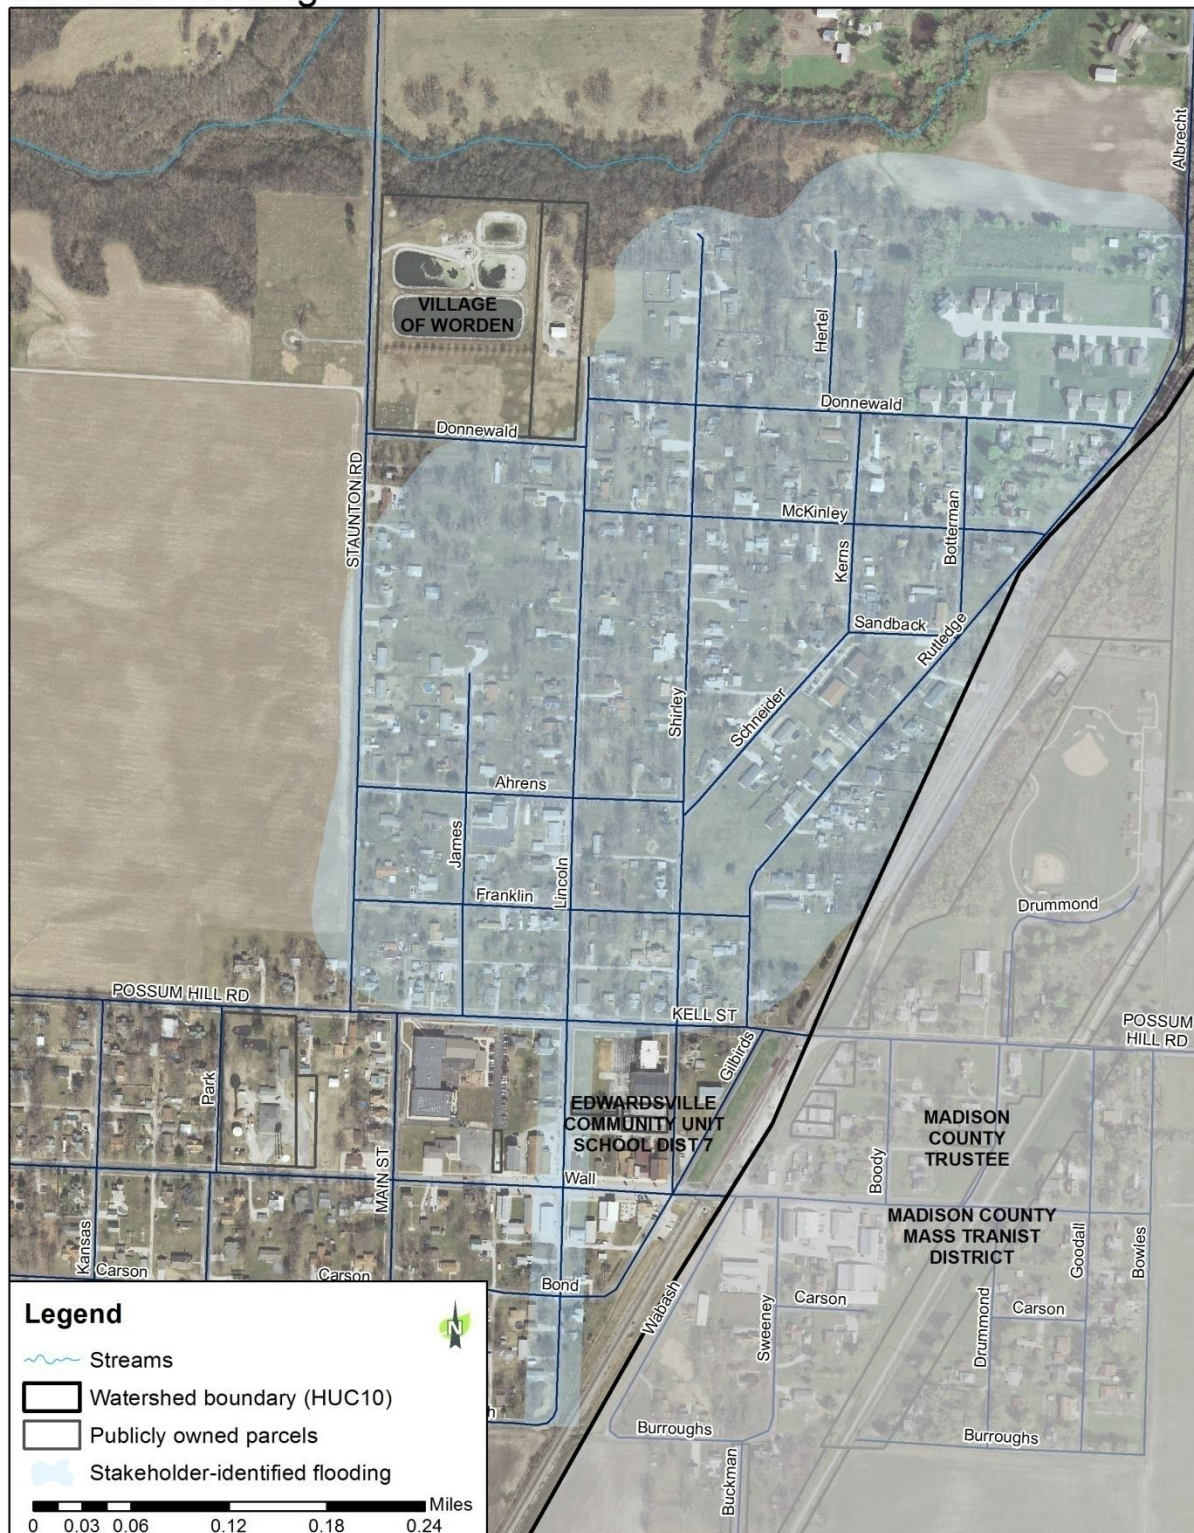 Albrecht
VILLAGE
OF WORDEN
Hertel
Donnewald
Donnewald
STAUNTON RD
McKinley
Kerns
Botterman
Sandback
Rutledge
Shirley
Schneider
Ahrens
James
Lincoln
Franklin
Drummond
POSSUM HILL RD
KELL ST
POSSUM
HILL RD
Gilbirds
Park
EDWARDSVILLE
COMMUNITY UNIT
SCHOOL DIST 7
MADISON
COUNTY
TRUSTEE
Boody
Wall
MAIN ST
Kansas
MADISON COUNTY
MASS TRANIST
DISTRICT
Goodall
Bowles
Carson
Carson
Bond
Wabash
Sweeney
Carson
Drummond
Carson
Burroughs
Burroughs
Buckman
Legend
N
Streams
Watershed boundary (HUC10)
Publicly owned parcels
Stakeholder-identified flooding
Miles
0 0.03 0.06 0.12 0.18 0.24